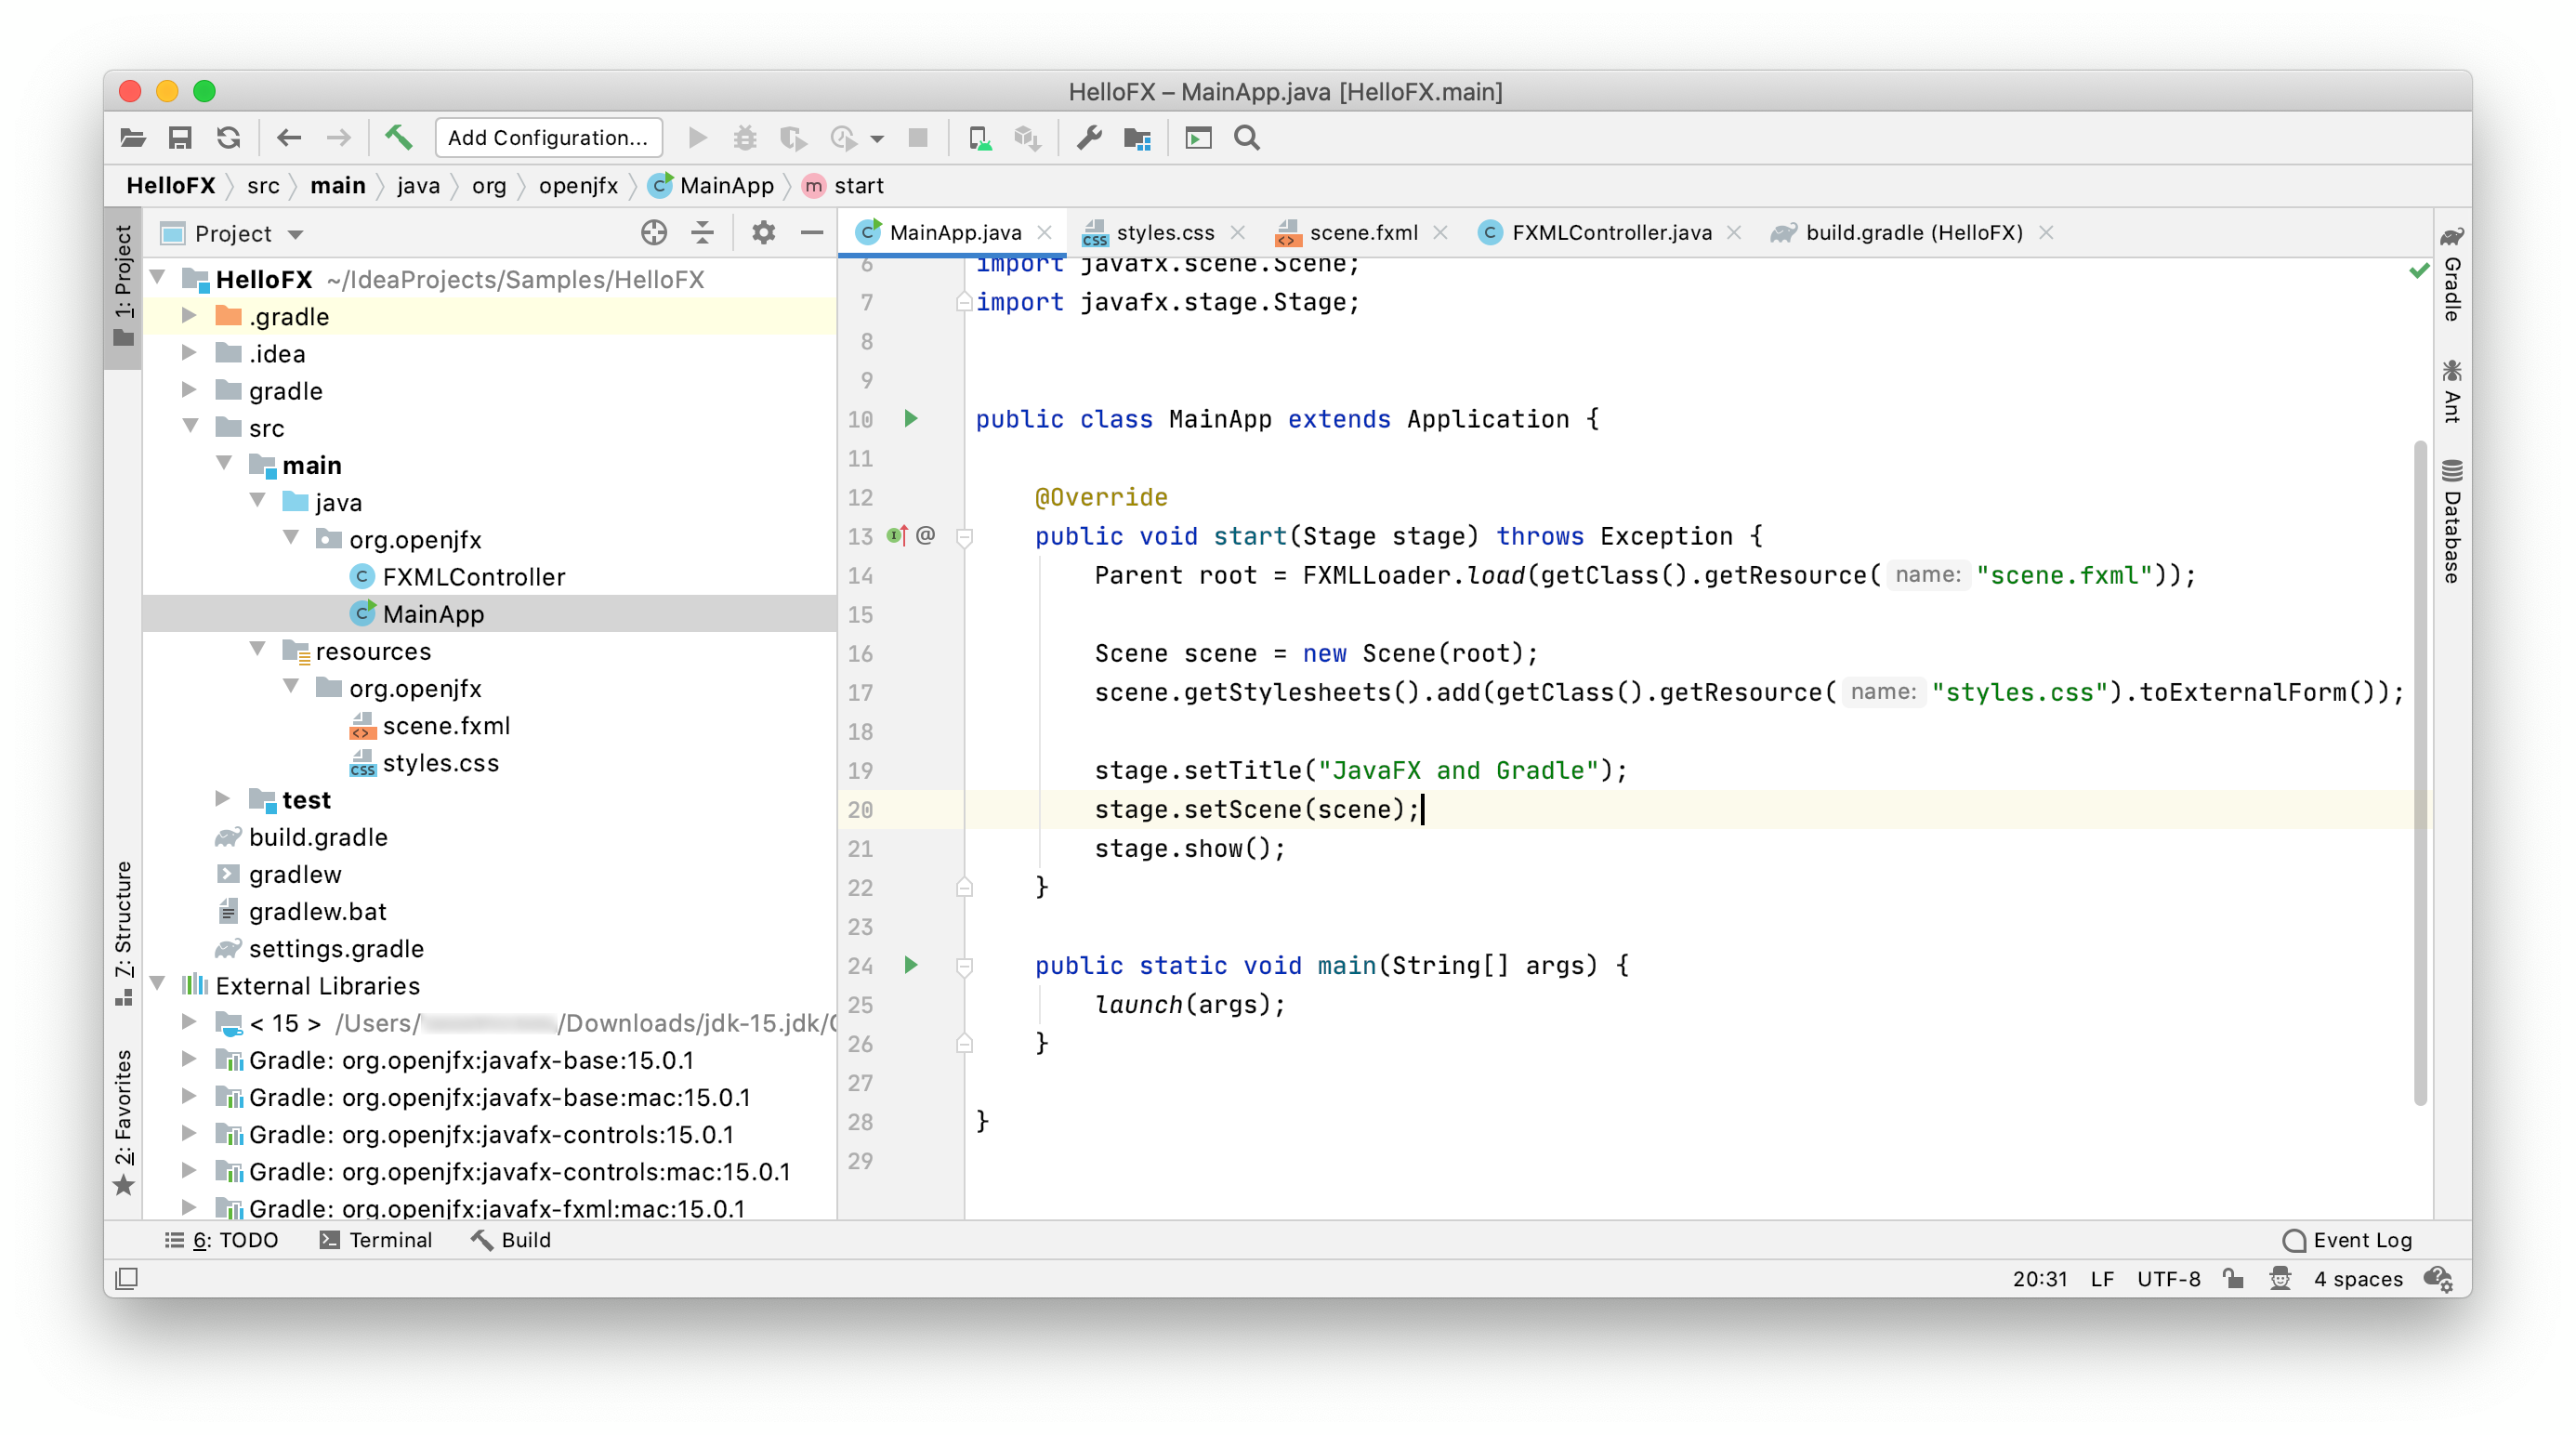 HelloFX – MainApp.java [HelloFX.main]
Add Configuration...
HelloFX src main java org openjfx MainApp m start
1: Project
7: Structure
2: Favorites
Project
HelloFX ~/IdeaProjects/Samples/HelloFX
.gradle
.idea
gradle
src
main
java
org.openjfx
C FXMLController
C MainApp
resources
org.openjfx
<> scene.fxml
CSS styles.css
test
build.gradle
gradlew
gradlew.bat
settings.gradle
External Libraries
< 15 > /Users/ /Downloads/jdk-15.jdk/
Gradle: org.openjfx:javafx-base:15.0.1
Gradle: org.openjfx:javafx-base:mac:15.0.1
Gradle: org.openjfx:javafx-controls:15.0.1
Gradle: org.openjfx:javafx-controls:mac:15.0.1
Gradle: org.openjfx:javafx-fxml:mac:15.0.1
C MainApp.java CSS styles.css <> scene.fxml C FXMLController.java build.gradle (HelloFX)
6 import javafx.scene.Scene;
7 import javafx.stage.Stage;
8
9
10 public class MainApp extends Application {
11
12 @Override
13 @ public void start(Stage stage) throws Exception {
14 Parent root = FXMLLoader.load(getClass().getResource( name: "scene.fxml"));
15
16 Scene scene = new Scene(root);
17 scene.getStylesheets().add(getClass().getResource( name: "styles.css").toExternalForm());
18
19 stage.setTitle("JavaFX and Gradle");
20 stage.setScene(scene);
21 stage.show();
22 }
23
24 public static void main(String[] args) {
25 launch(args);
26 }
27
28 }
29
Gradle
Ant
Database
6: TODO Terminal Build Event Log
20:31 LF UTF-8 4 spaces